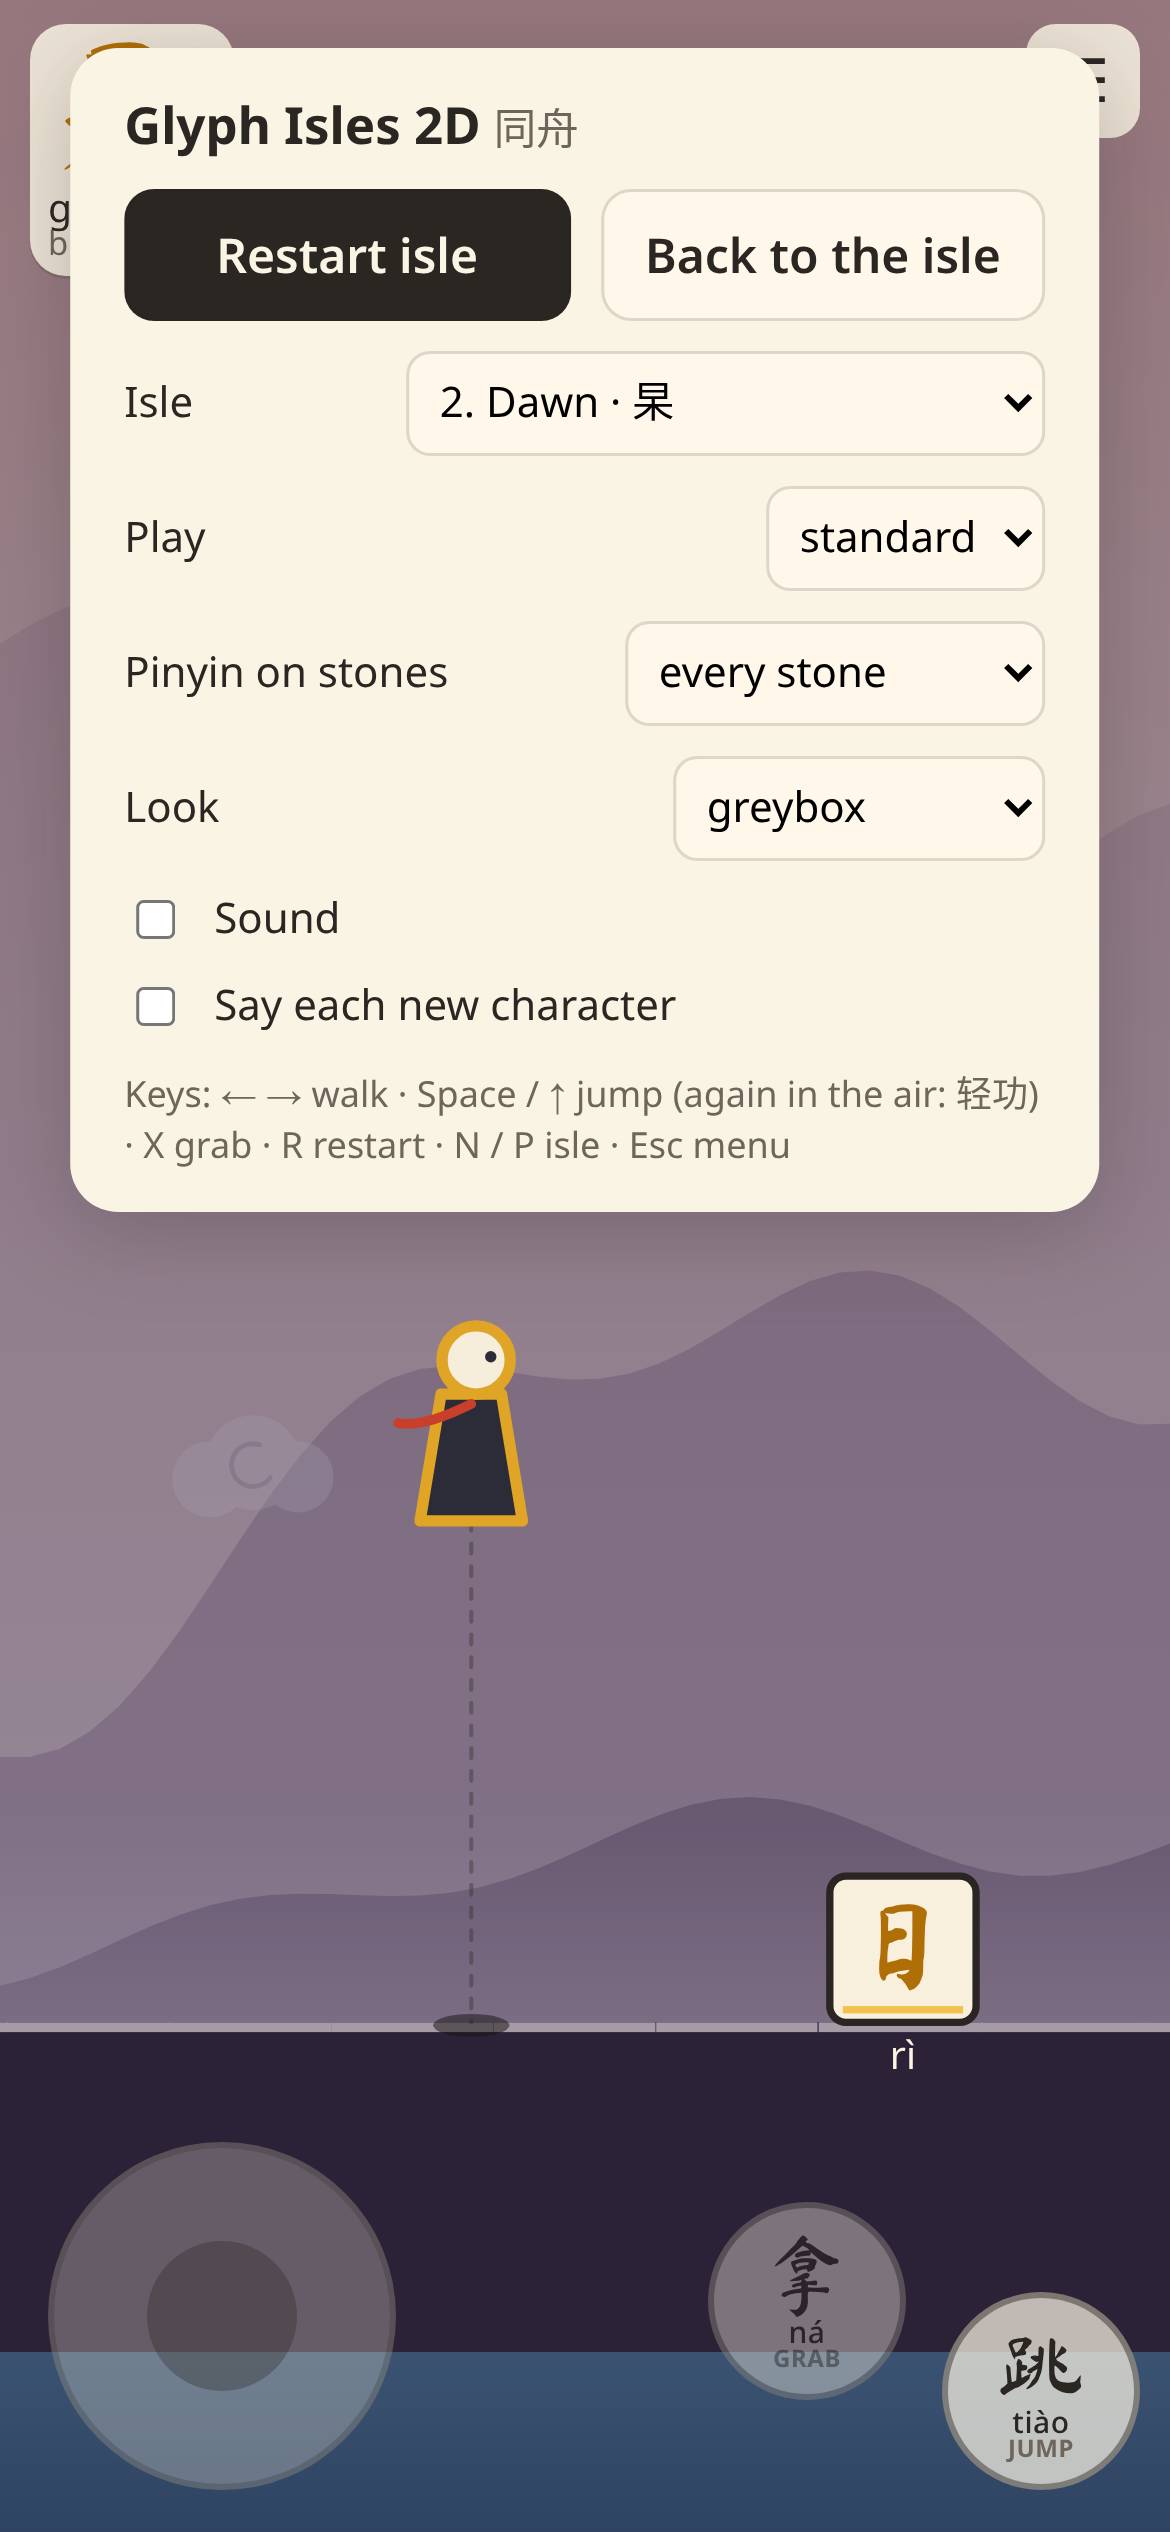 Glyph Isles 2D 同舟
Restart isle
Back to the isle
Isle
2. Dawn · 杲
Play
standard
Pinyin on stones
every stone
Look
greybox
Sound
Say each new character
Keys: ←→ walk · Space / ↑ jump (again in the air: 轻功)
· X grab · R restart · N / P isle · Esc menu
日
rì
拿
ná
GRAB
跳
tiào
JUMP